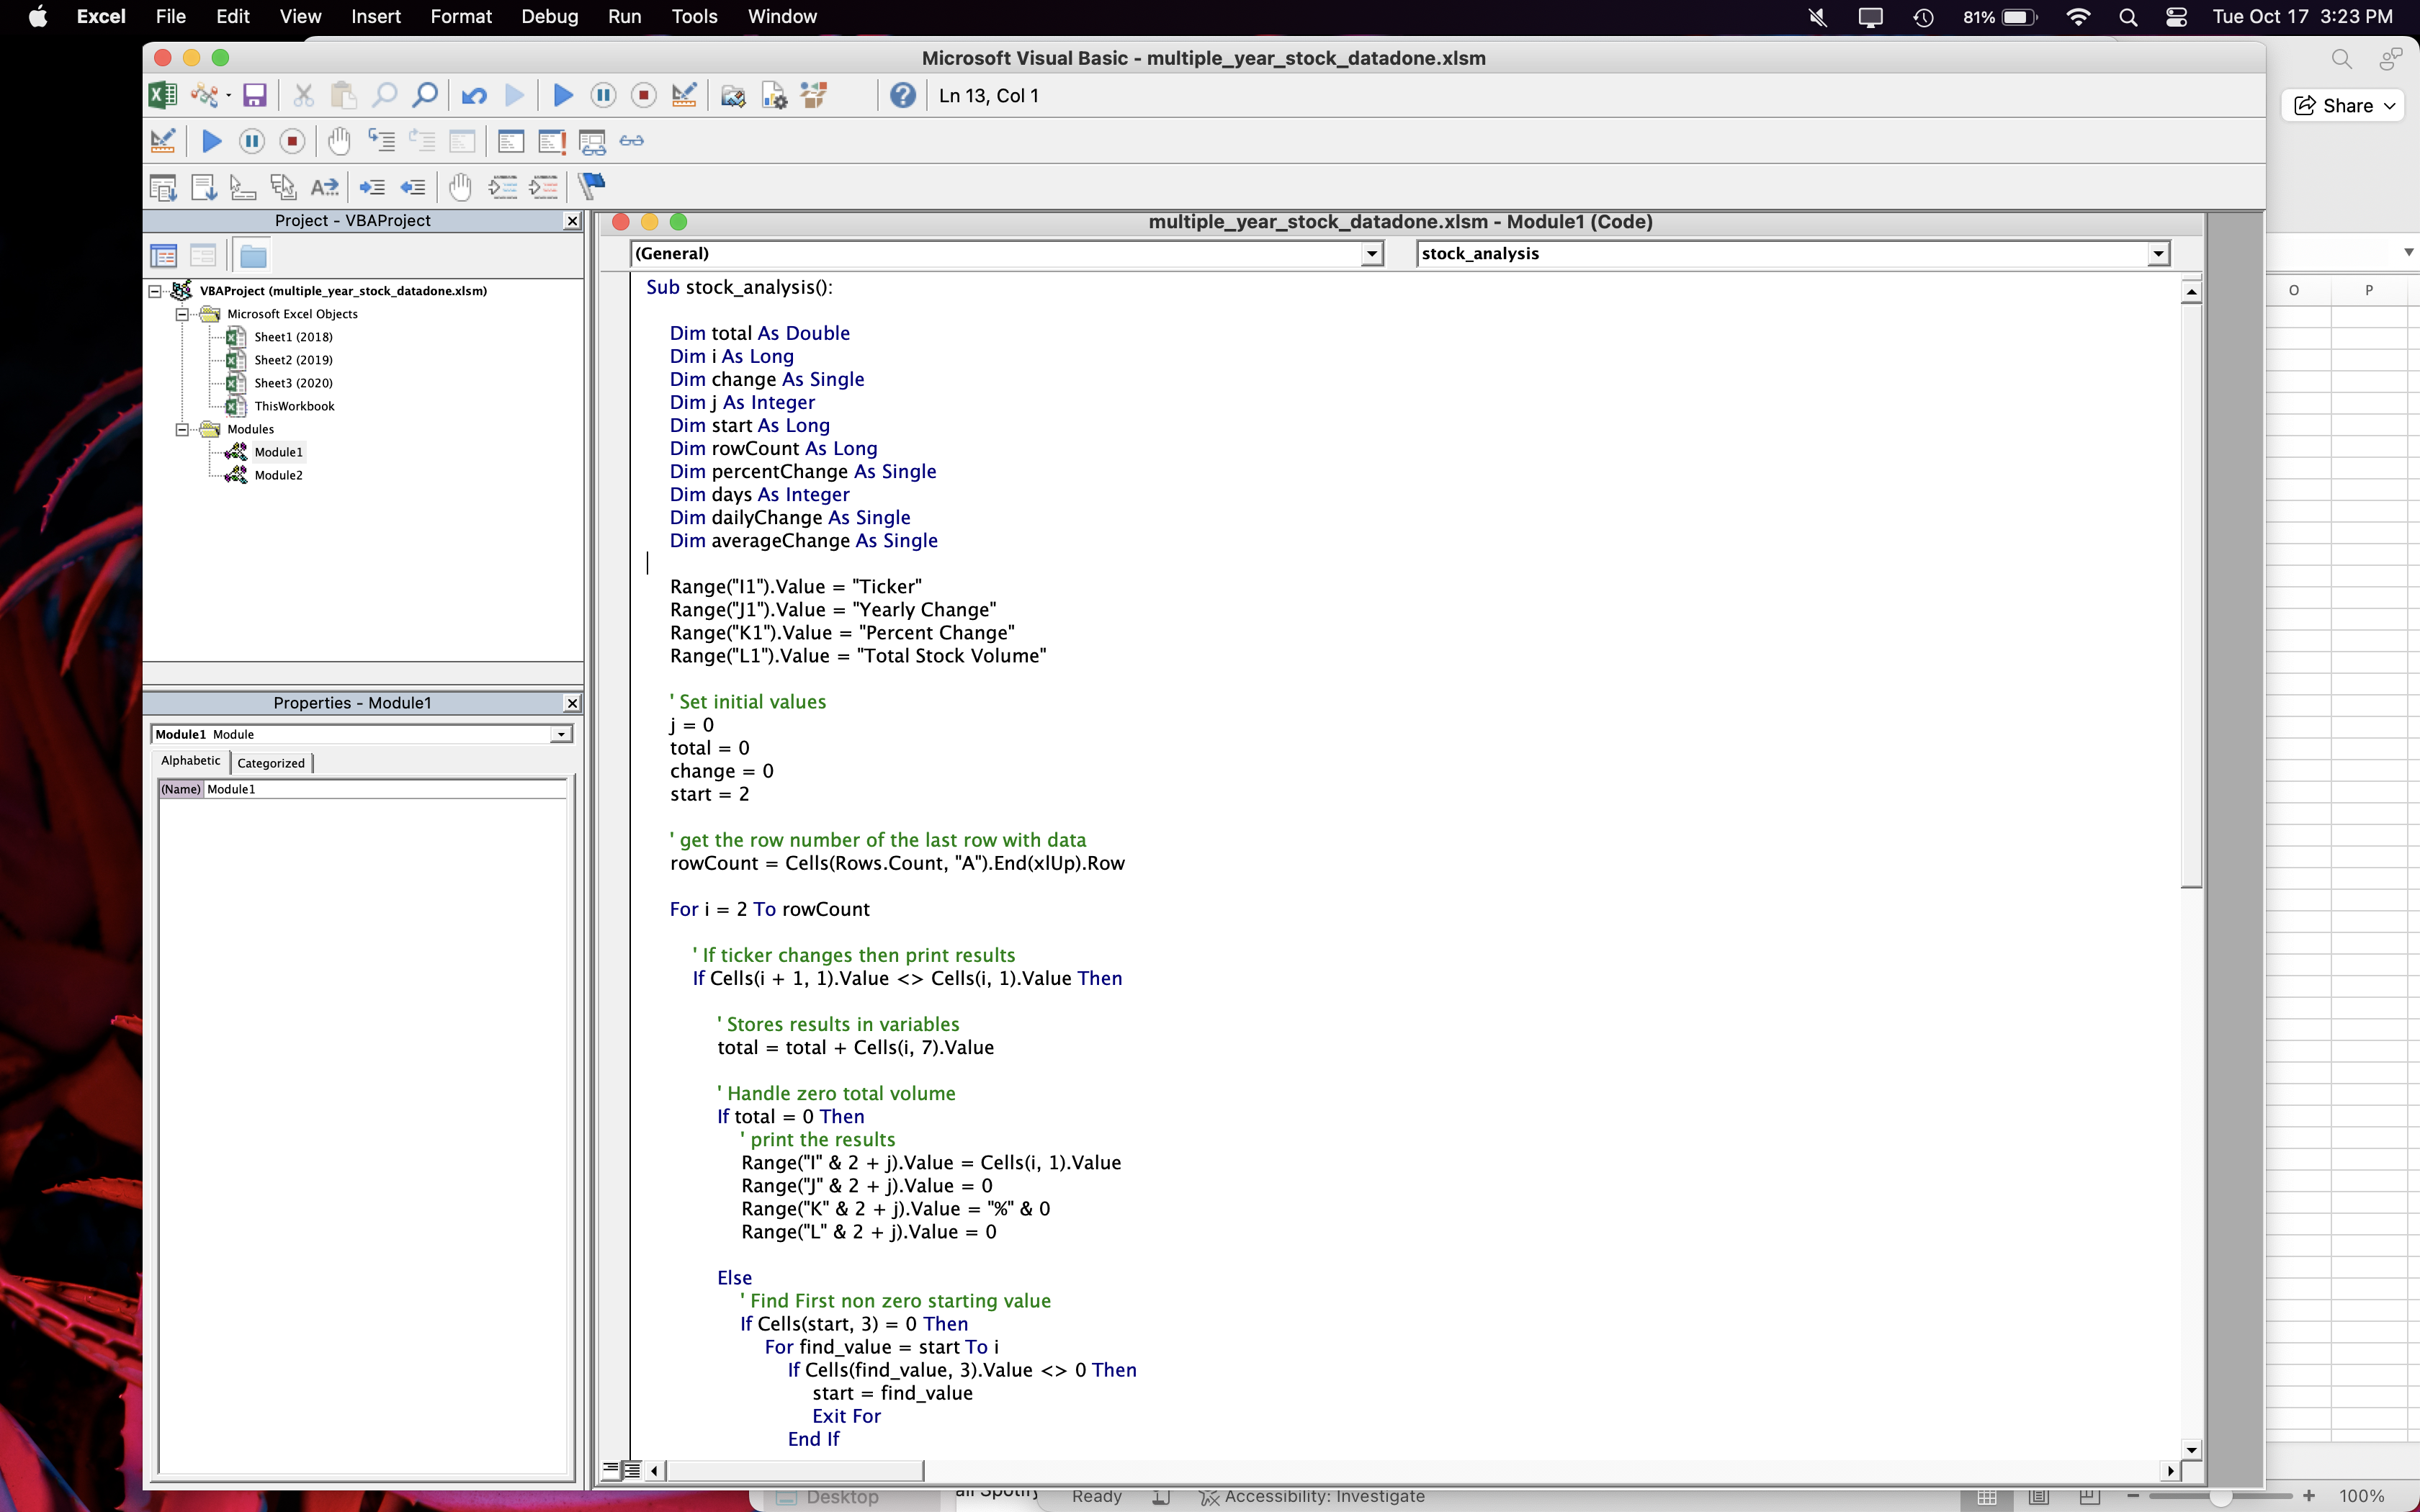 Excel File Edit View Insert Format Debug Run Tools Window 81% Tue Oct 17 3:23 PM
Microsoft Visual Basic - multiple_year_stock_datadone.xlsm
Share
Ln 13, Col 1
Project - VBAProject
multiple_year_stock_datadone.xlsm - Module1 (Code)
(General) stock_analysis
O P
VBAProject (multiple_year_stock_datadone.xlsm)
Microsoft Excel Objects
Sheet1 (2018)
Sheet2 (2019)
Sheet3 (2020)
ThisWorkbook
Modules
Module1
Module2
Properties - Module1
Module1 Module
Alphabetic Categorized
(Name) Module1
Sub stock_analysis():
Dim total As Double
Dim i As Long
Dim change As Single
Dim j As Integer
Dim start As Long
Dim rowCount As Long
Dim percentChange As Single
Dim days As Integer
Dim dailyChange As Single
Dim averageChange As Single
Range("I1").Value = "Ticker"
Range("J1").Value = "Yearly Change"
Range("K1").Value = "Percent Change"
Range("L1").Value = "Total Stock Volume"
' Set initial values
j = 0
total = 0
change = 0
start = 2
' get the row number of the last row with data
rowCount = Cells(Rows.Count, "A").End(xlUp).Row
For i = 2 To rowCount
' If ticker changes then print results
If Cells(i + 1, 1).Value <> Cells(i, 1).Value Then
' Stores results in variables
total = total + Cells(i, 7).Value
' Handle zero total volume
If total = 0 Then
' print the results
Range("I" & 2 + j).Value = Cells(i, 1).Value
Range("J" & 2 + j).Value = 0
Range("K" & 2 + j).Value = "%" & 0
Range("L" & 2 + j).Value = 0
Else
' Find First non zero starting value
If Cells(start, 3) = 0 Then
For find_value = start To i
If Cells(find_value, 3).Value <> 0 Then
start = find_value
Exit For
End If
Desktop Ready Accessibility: Investigate 100%